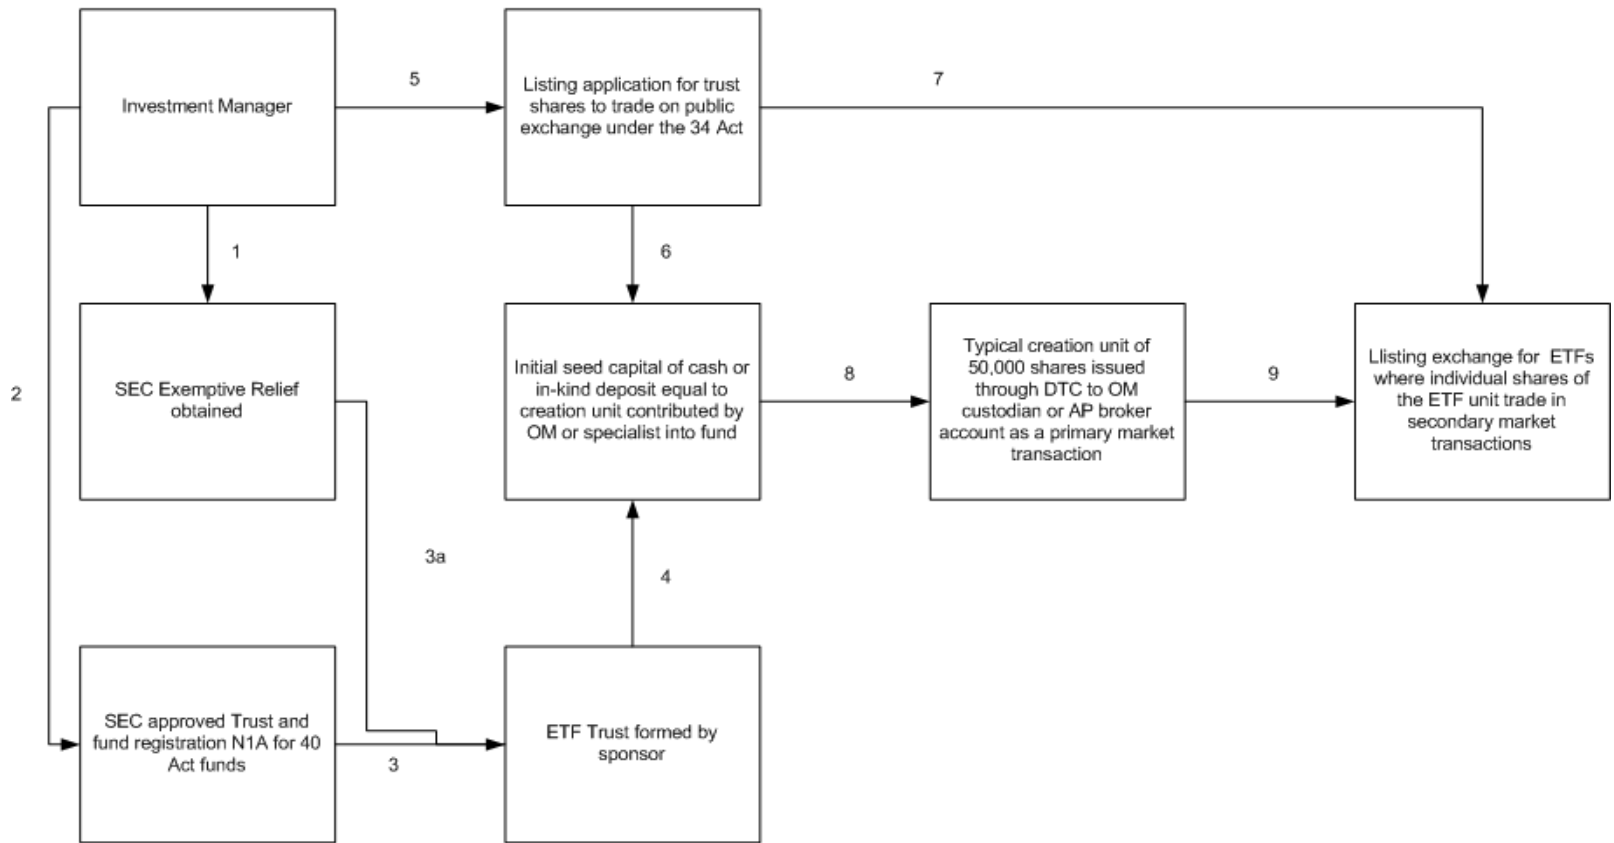 Investment Manager
5
Listing application for trust
shares to trade on public
exchange under the 34 Act
7
1
6
2
SEC Exemptive Relief
obtained
Initial seed capital of cash or
in-kind deposit equal to
creation unit contributed by
OM or specialist into fund
8
Typical creation unit of
50,000 shares issued
through DTC to OM
custodian or AP broker
account as a primary market
transaction
9
Llisting exchange for ETFs
where individual shares of
the ETF unit trade in
secondary market
transactions
3a
4
SEC approved Trust and
fund registration N1A for 40
Act funds
3
ETF Trust formed by
sponsor